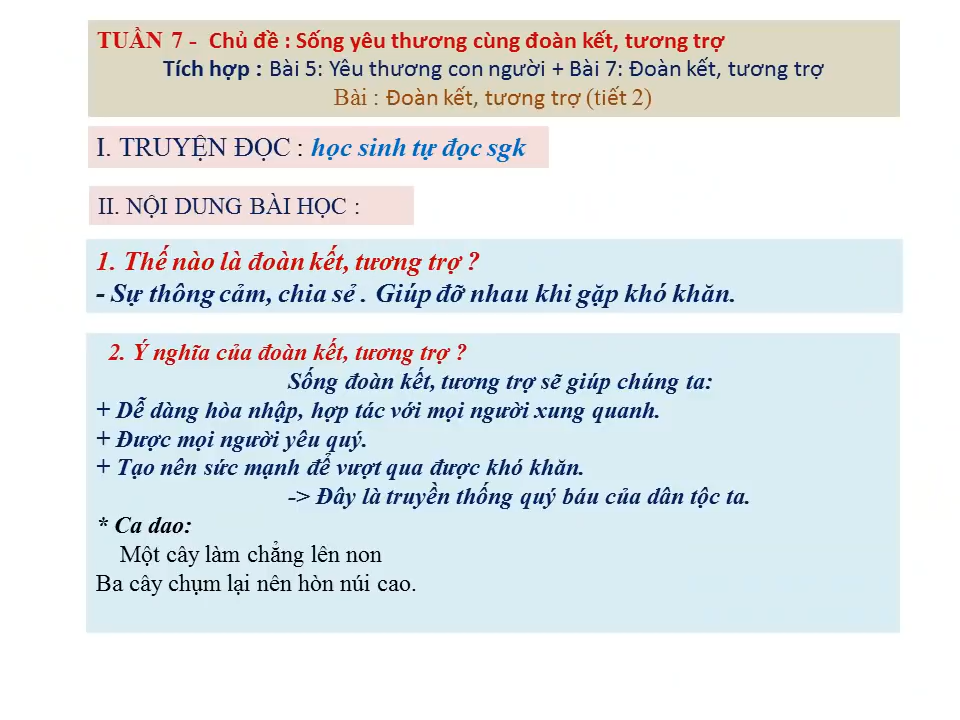 TUẦN 7 - Chủ đề : Sống yêu thương cùng đoàn kết, tương trợ
Tích hợp : Bài 5: Yêu thương con người + Bài 7: Đoàn kết, tương trợ
Bài : Đoàn kết, tương trợ (tiết 2)
I. TRUYỆN ĐỌC : học sinh tự đọc sgk
II. NỘI DUNG BÀI HỌC :
1. Thế nào là đoàn kết, tương trợ ?
- Sự thông cảm, chia sẻ . Giúp đỡ nhau khi gặp khó khăn.
2. Ý nghĩa của đoàn kết, tương trợ ?
Sống đoàn kết, tương trợ sẽ giúp chúng ta:
+ Dễ dàng hòa nhập, hợp tác với mọi người xung quanh.
+ Được mọi người yêu quý.
+ Tạo nên sức mạnh để vượt qua được khó khăn.
-> Đây là truyền thống quý báu của dân tộc ta.
* Ca dao:
Một cây làm chẳng lên non
Ba cây chụm lại nên hòn núi cao.